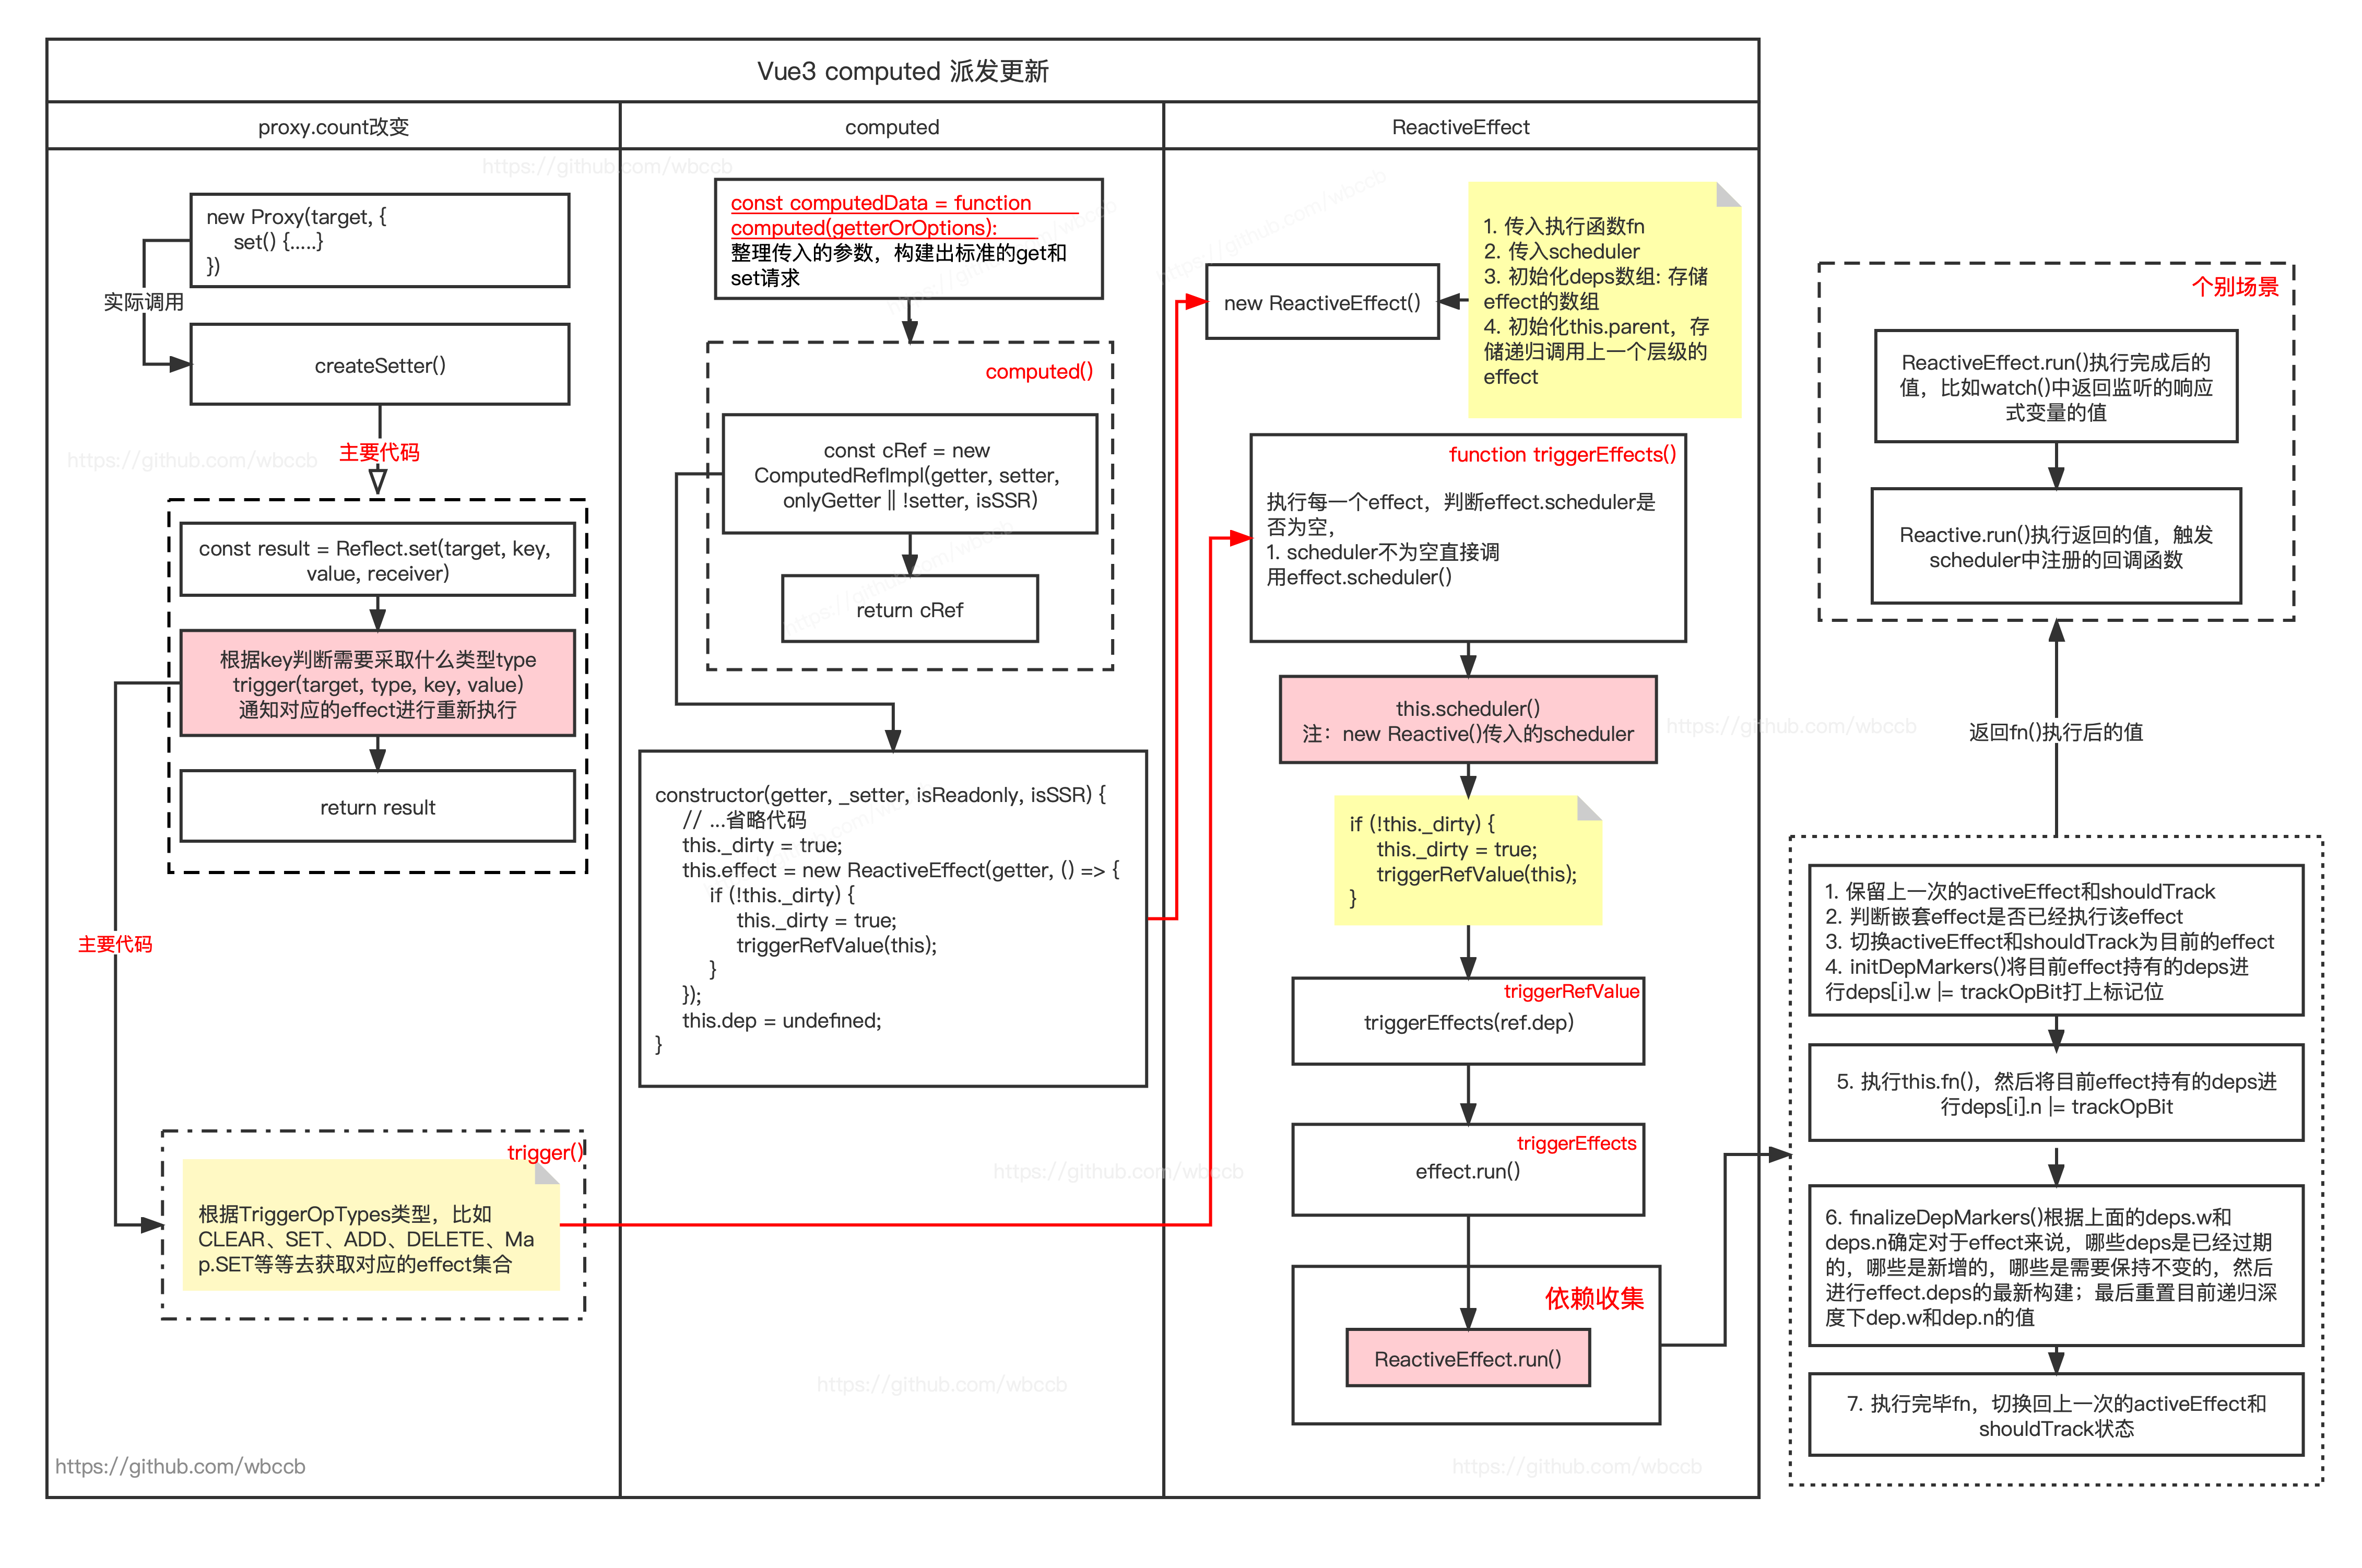 Vue3 computed 派发更新
proxy.count改变
computed
ReactiveEffect
https://github.com/wbccb
new Proxy(target, {
set() {.....}
})
实际调用
createSetter()
主要代码
https://github.com/wbccb
const result = Reflect.set(target, key,
value, receiver)
根据key判断需要采取什么类型type
trigger(target, type, key, value)
通知对应的effect进行重新执行
return result
主要代码
trigger()
根据TriggerOpTypes类型，比如
CLEAR、SET、ADD、DELETE、Ma
p.SET等等去获取对应的effect集合
https://github.com/wbccb
const computedData = function
computed(getterOrOptions):
整理传入的参数，构建出标准的get和
set请求
https://github.com/wbccb
computed()
const cRef = new
ComputedRefImpl(getter, setter,
onlyGetter || !setter, isSSR)
https://github.com/wbccb
return cRef
constructor(getter, _setter, isReadonly, isSSR) {
// ...省略代码
this._dirty = true;
this.effect = new ReactiveEffect(getter, () => {
if (!this._dirty) {
this._dirty = true;
triggerRefValue(this);
}
});
this.dep = undefined;
}
https://github.com/wbccb
https://github.com/wbccb
https://github.com/wbccb
new ReactiveEffect()
1. 传入执行函数fn
2. 传入scheduler
3. 初始化deps数组: 存储
effect的数组
4. 初始化this.parent，存
储递归调用上一个层级的
effect
function triggerEffects()
执行每一个effect，判断effect.scheduler是
否为空，
1. scheduler不为空直接调
用effect.scheduler()
this.scheduler()
注：new Reactive()传入的scheduler
if (!this._dirty) {
this._dirty = true;
triggerRefValue(this);
}
triggerRefValue
triggerEffects(ref.dep)
triggerEffects
effect.run()
依赖收集
ReactiveEffect.run()
https://github.com/wbccb
https://github.com/wbccb
个别场景
ReactiveEffect.run()执行完成后的
值，比如watch()中返回监听的响应
式变量的值
Reactive.run()执行返回的值，触发
scheduler中注册的回调函数
返回fn()执行后的值
1. 保留上一次的activeEffect和shouldTrack
2. 判断嵌套effect是否已经执行该effect
3. 切换activeEffect和shouldTrack为目前的effect
4. initDepMarkers()将目前effect持有的deps进
行deps[i].w |= trackOpBit打上标记位
5. 执行this.fn()，然后将目前effect持有的deps进
行deps[i].n |= trackOpBit
6. finalizeDepMarkers()根据上面的deps.w和
deps.n确定对于effect来说，哪些deps是已经过期
的，哪些是新增的，哪些是需要保持不变的，然后
进行effect.deps的最新构建；最后重置目前递归深
度下dep.w和dep.n的值
7. 执行完毕fn，切换回上一次的activeEffect和
shouldTrack状态